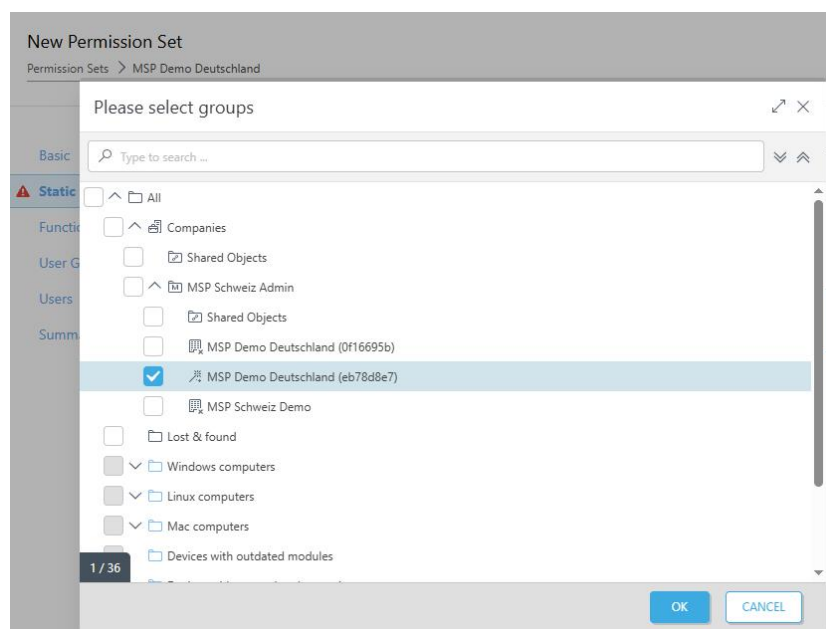 New Permission Set
Permission Sets > MSP Demo Deutschland
Please select groups
Type to search ...
Basic
Static
All
Companies
Shared Objects
User G
MSP Schweiz Admin
Users
Shared Objects
MSP Demo Deutschland (0f16695b)
MSP Demo Deutschland (eb78d8e7)
MSP Schweiz Demo
Lost & found
Windows computers
Linux computers
Mac computers
Devices with outdated modules
1 / 36
OK CANCEL